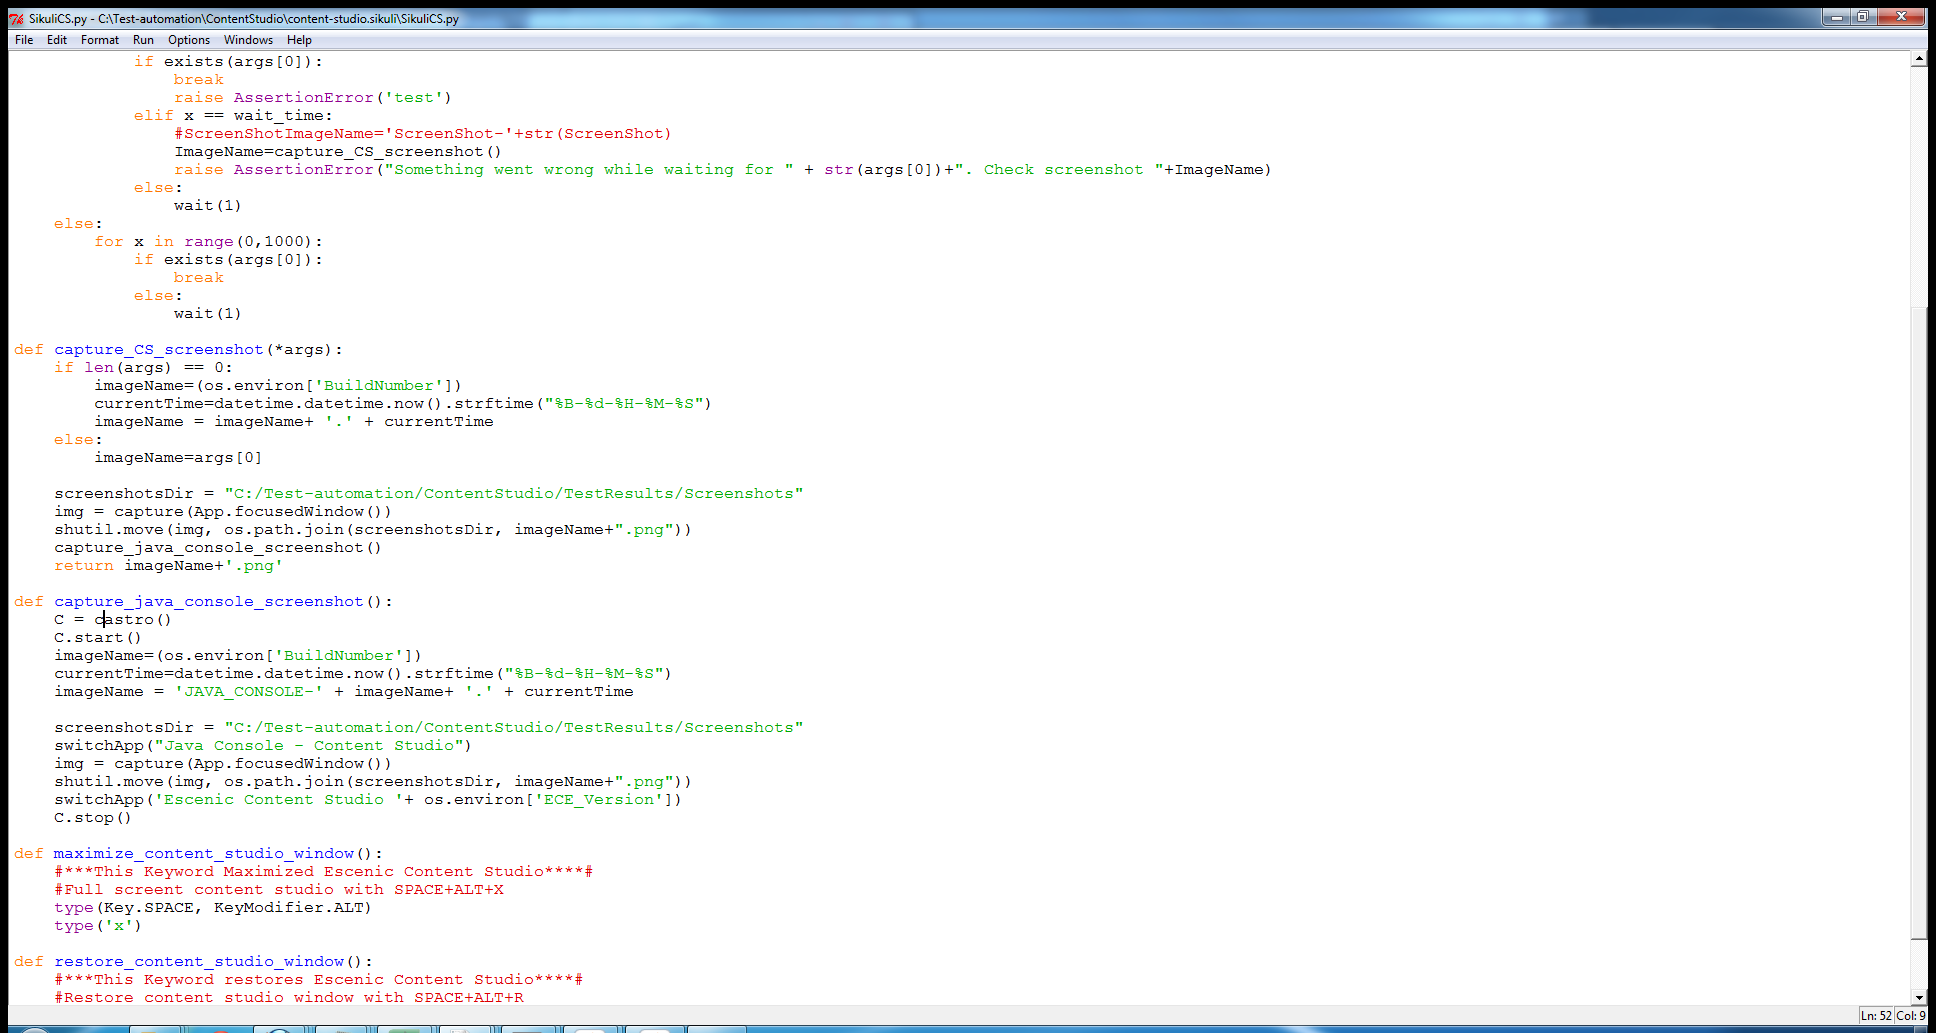 SikuliCS.py - C:\Test-automation\ContentStudio\content-studio.sikuli\SikuliCS.py
File Edit Format Run Options Windows Help
            if exists(args[0]):
                break
                raise AssertionError('test')
            elif x == wait_time:
                #ScreenShotImageName='ScreenShot-'+str(ScreenShot)
                ImageName=capture_CS_screenshot()
                raise AssertionError("Something went wrong while waiting for " + str(args[0])+". Check screenshot "+ImageName)
            else:
                wait(1)
    else:
        for x in range(0,1000):
            if exists(args[0]):
                break
            else:
                wait(1)

def capture_CS_screenshot(*args):
    if len(args) == 0:
        imageName=(os.environ['BuildNumber'])
        currentTime=datetime.datetime.now().strftime("%B-%d-%H-%M-%S")
        imageName = imageName+ '.' + currentTime
    else:
        imageName=args[0]

    screenshotsDir = "C:/Test-automation/ContentStudio/TestResults/Screenshots"
    img = capture(App.focusedWindow())
    shutil.move(img, os.path.join(screenshotsDir, imageName+".png"))
    capture_java_console_screenshot()
    return imageName+'.png'

def capture_java_console_screenshot():
    C = castro()
    C.start()
    imageName=(os.environ['BuildNumber'])
    currentTime=datetime.datetime.now().strftime("%B-%d-%H-%M-%S")
    imageName = 'JAVA_CONSOLE-' + imageName+ '.' + currentTime

    screenshotsDir = "C:/Test-automation/ContentStudio/TestResults/Screenshots"
    switchApp("Java Console - Content Studio")
    img = capture(App.focusedWindow())
    shutil.move(img, os.path.join(screenshotsDir, imageName+".png"))
    switchApp('Escenic Content Studio '+ os.environ['ECE_Version'])
    C.stop()

def maximize_content_studio_window():
    #***This Keyword Maximized Escenic Content Studio****#
    #Full screent content studio with SPACE+ALT+X
    type(Key.SPACE, KeyModifier.ALT)
    type('x')

def restore_content_studio_window():
    #***This Keyword restores Escenic Content Studio****#
    #Restore content studio window with SPACE+ALT+R
Ln: 52 Col: 9